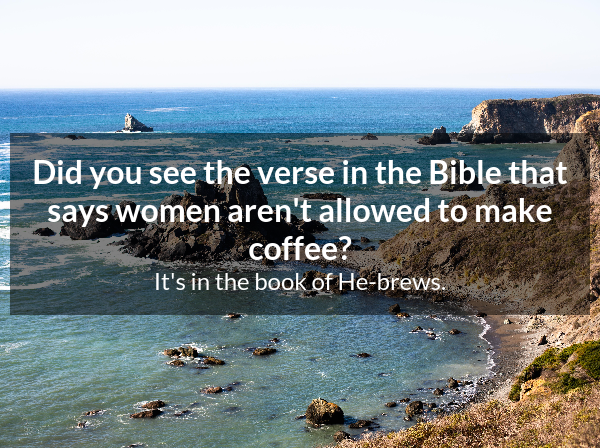 Did you see the verse in the Bible that
says women aren't allowed to make
coffee?
It's in the book of He-brews.